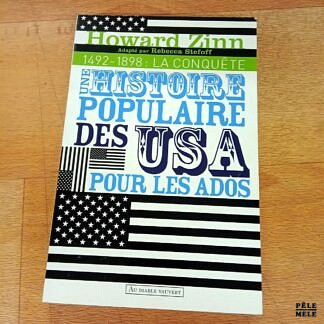 Howard Zinn
Adapté par Rebecca Stefoff
1492-1898 : LA CONQUÊTE
UNE HISTOIRE
POPULAIRE
DES USA
POUR LES ADOS
AU DIABLE VAUVERT
PÊLE
MÊLE